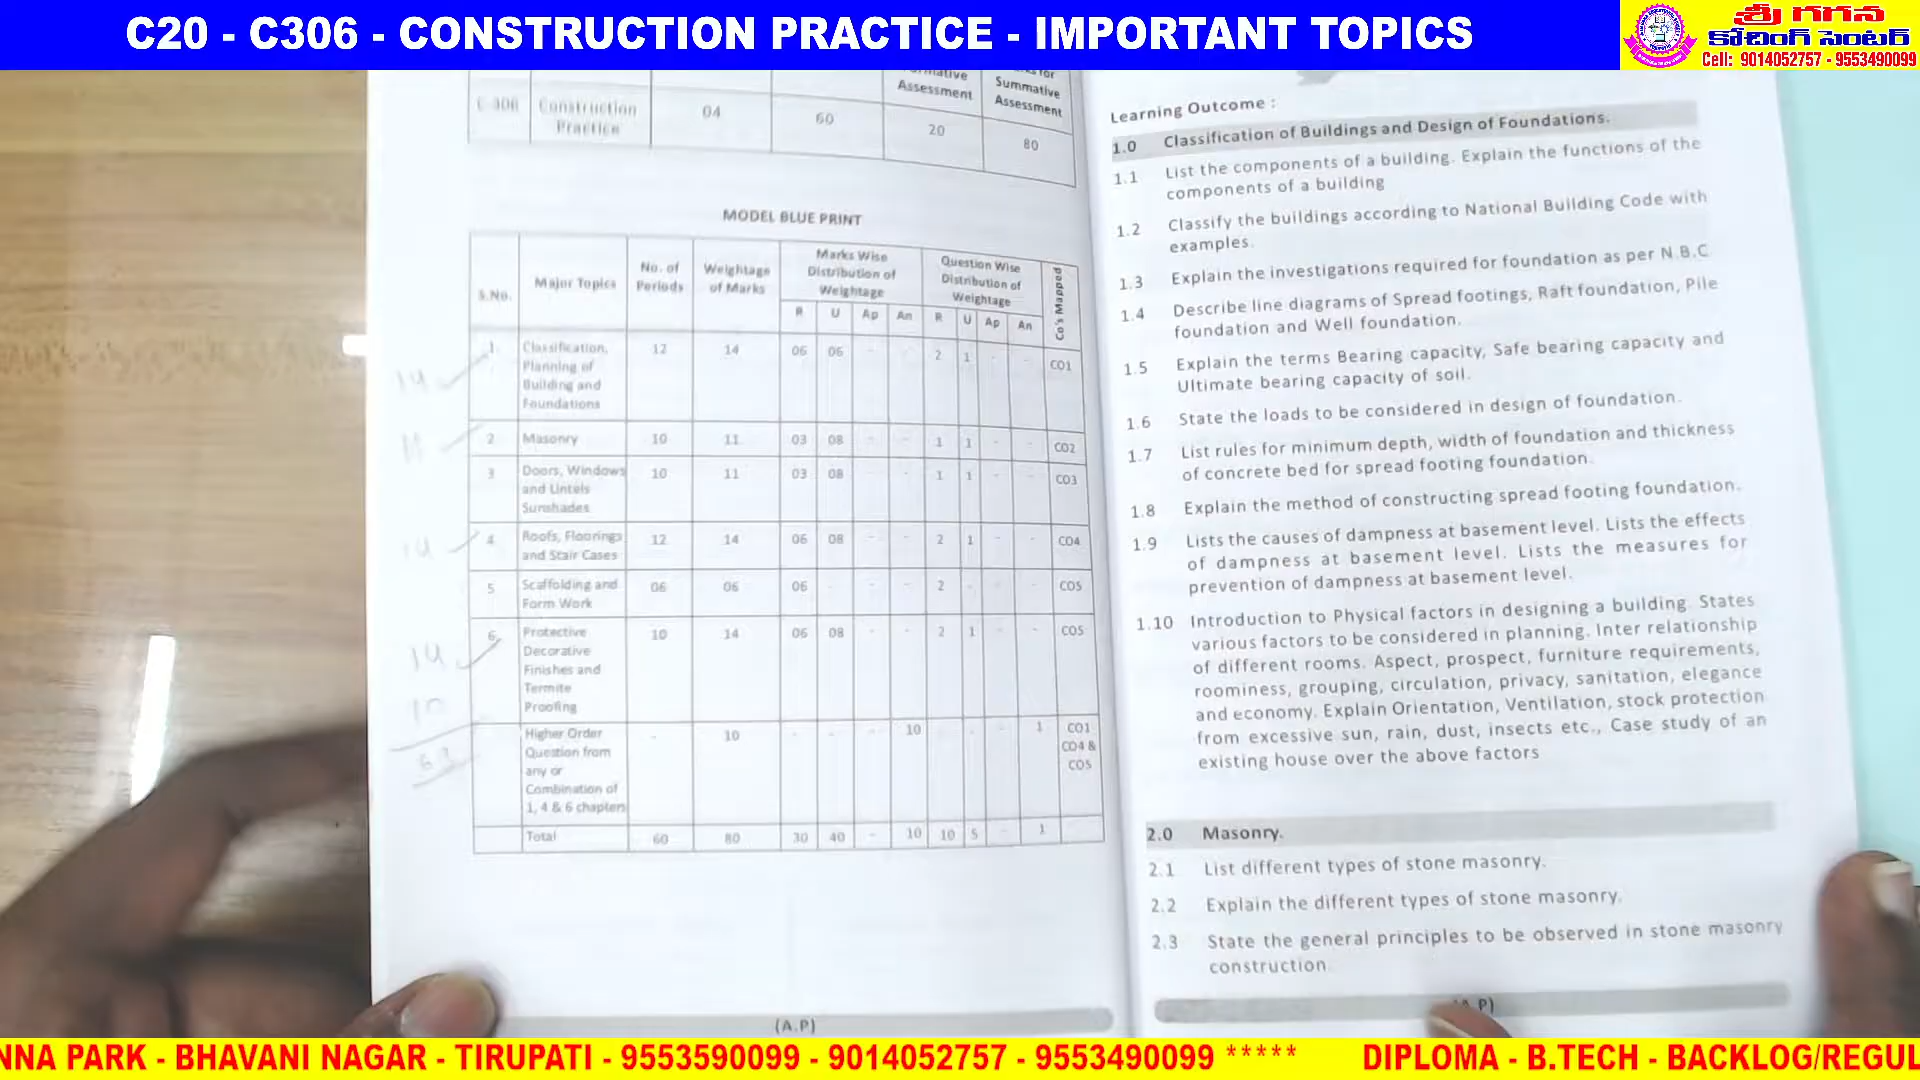 C20 - C306 - CONSTRUCTION PRACTICE - IMPORTANT TOPICS
శ్రీ గగన
కోచింగ్ సెంటర్
Cell: 9014052757 - 9553490099
Assessment
Summative
Assessment
C-306 Construction Practice 04 60 20 80
MODEL BLUE PRINT
S.No. Major Topics No. of Periods Weightage of Marks Marks Wise Distribution of Weightage Question Wise Distribution of Weightage Co's Mapped
R U Ap An R U Ap An
1. Classification, Planning of Building and Foundations 12 14 06 06 - - 2 1 - - CO1
2 Masonry 10 11 03 08 - - 1 1 - - CO2
3 Doors, Windows and Lintels Sunshades 10 11 03 08 - - 1 1 - - CO3
4 Roofs, Floorings and Stair Cases 12 14 06 08 - - 2 1 - - CO4
5 Scaffolding and Form Work 06 06 06 - - - 2 - - - CO5
6. Protective Decorative Finishes and Termite Proofing 10 14 06 08 - - 2 1 - - CO5
Higher Order Question from any or Combination of 1, 4 & 6 chapters - 10 - - - 10 - - - 1 CO1 CO4 & CO5
Total 60 80 30 40 - 10 10 5 - 1
14
11
14
14
10
63
(A.P)
Learning Outcome :
1.0 Classification of Buildings and Design of Foundations.
1.1 List the components of a building. Explain the functions of the
components of a building
1.2 Classify the buildings according to National Building Code with
examples.
1.3 Explain the investigations required for foundation as per N.B.C
1.4 Describe line diagrams of Spread footings, Raft foundation, Pile
foundation and Well foundation.
1.5 Explain the terms Bearing capacity, Safe bearing capacity and
Ultimate bearing capacity of soil.
1.6 State the loads to be considered in design of foundation.
1.7 List rules for minimum depth, width of foundation and thickness
of concrete bed for spread footing foundation.
1.8 Explain the method of constructing spread footing foundation.
1.9 Lists the causes of dampness at basement level. Lists the effects
of dampness at basement level. Lists the measures for
prevention of dampness at basement level.
1.10 Introduction to Physical factors in designing a building. States
various factors to be considered in planning. Inter relationship
of different rooms. Aspect, prospect, furniture requirements,
roominess, grouping, circulation, privacy, sanitation, elegance
and economy. Explain Orientation, Ventilation, stock protection
from excessive sun, rain, dust, insects etc., Case study of an
existing house over the above factors
2.0 Masonry.
2.1 List different types of stone masonry.
2.2 Explain the different types of stone masonry.
2.3 State the general principles to be observed in stone masonry
construction.
NNA PARK - BHAVANI NAGAR - TIRUPATI - 9553590099 - 9014052757 - 9553490099 ***** DIPLOMA - B.TECH - BACKLOG/REGUL